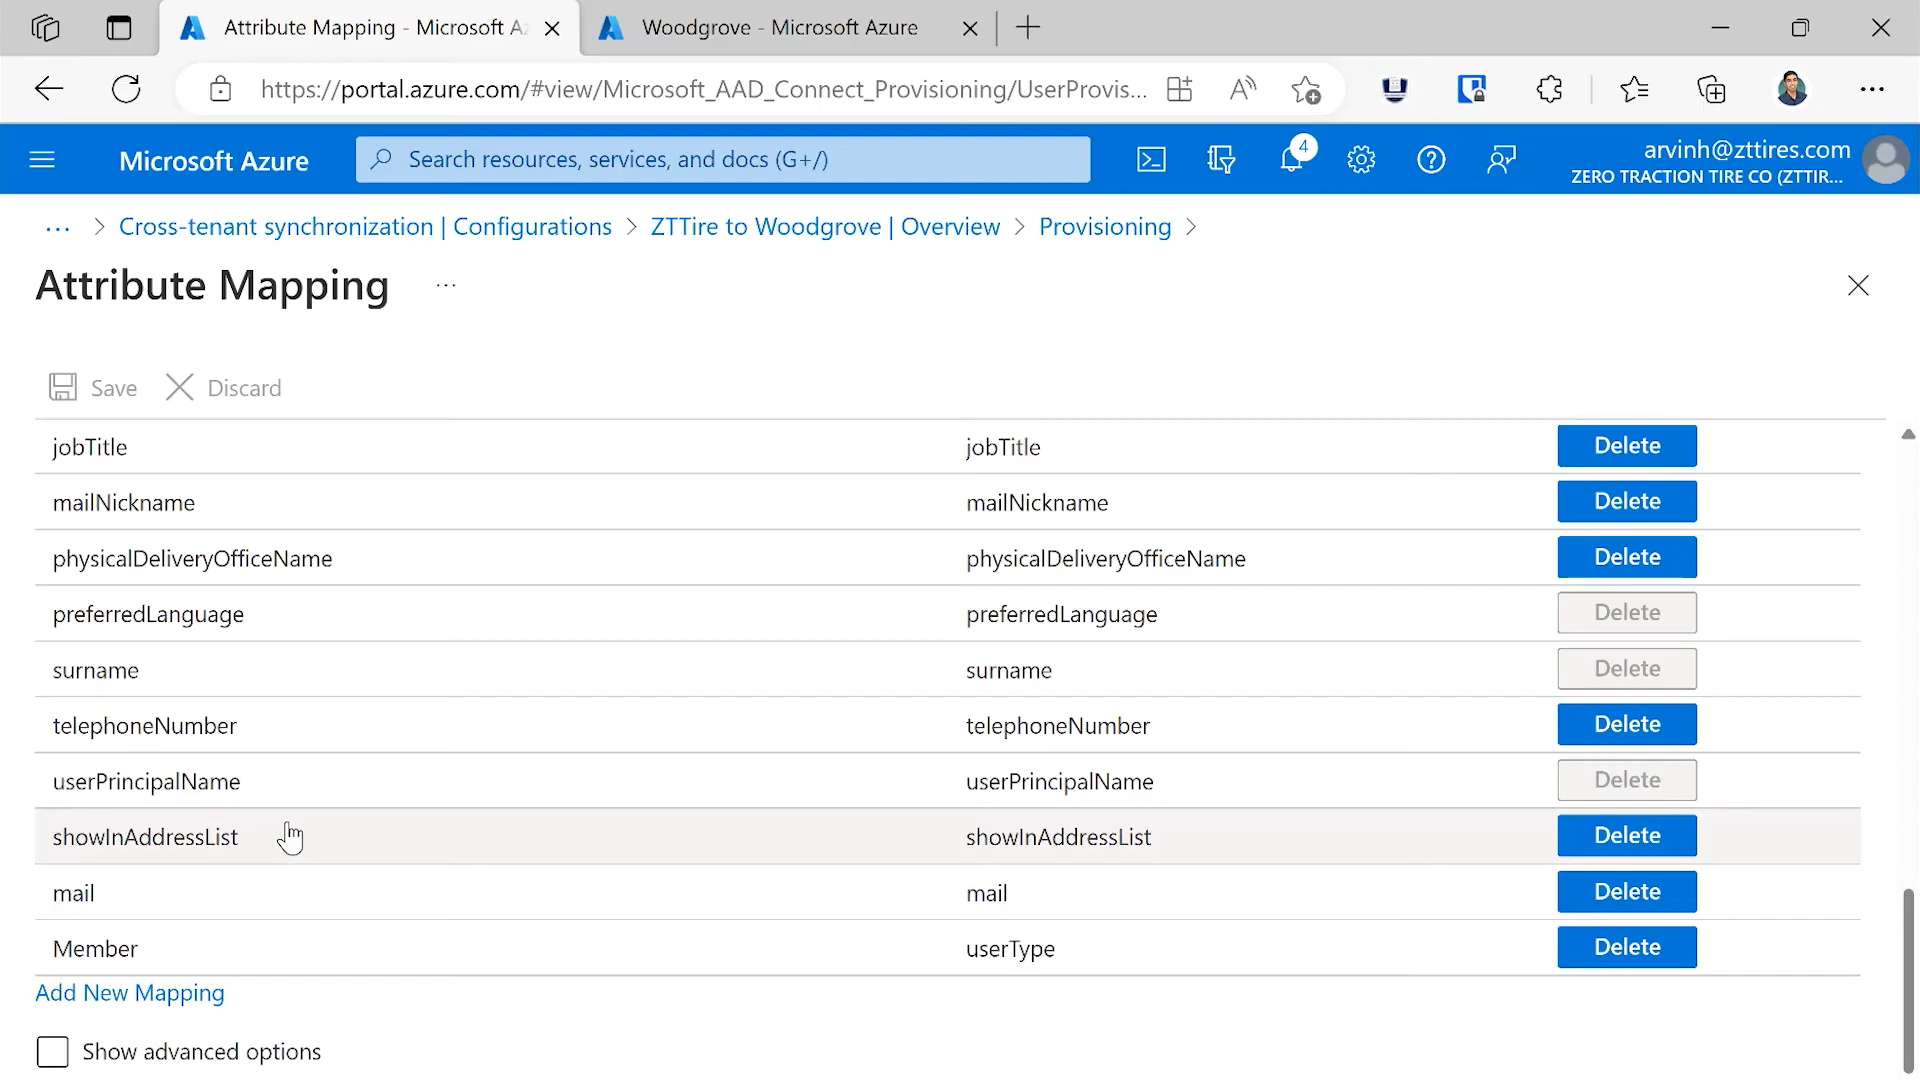 Attribute Mapping - Microsoft Az
Woodgrove - Microsoft Azure
https://portal.azure.com/#view/Microsoft_AAD_Connect_Provisioning/UserProvis...
Microsoft Azure
Search resources, services, and docs (G+/)
4
arvinh@zttires.com
ZERO TRACTION TIRE CO (ZTTIR...
... > Cross-tenant synchronization | Configurations > ZTTire to Woodgrove | Overview > Provisioning >
Attribute Mapping ...
Save Discard
jobTitle jobTitle Delete
mailNickname mailNickname Delete
physicalDeliveryOfficeName physicalDeliveryOfficeName Delete
preferredLanguage preferredLanguage Delete
surname surname Delete
telephoneNumber telephoneNumber Delete
userPrincipalName userPrincipalName Delete
showInAddressList showInAddressList Delete
mail mail Delete
Member userType Delete
Add New Mapping
Show advanced options